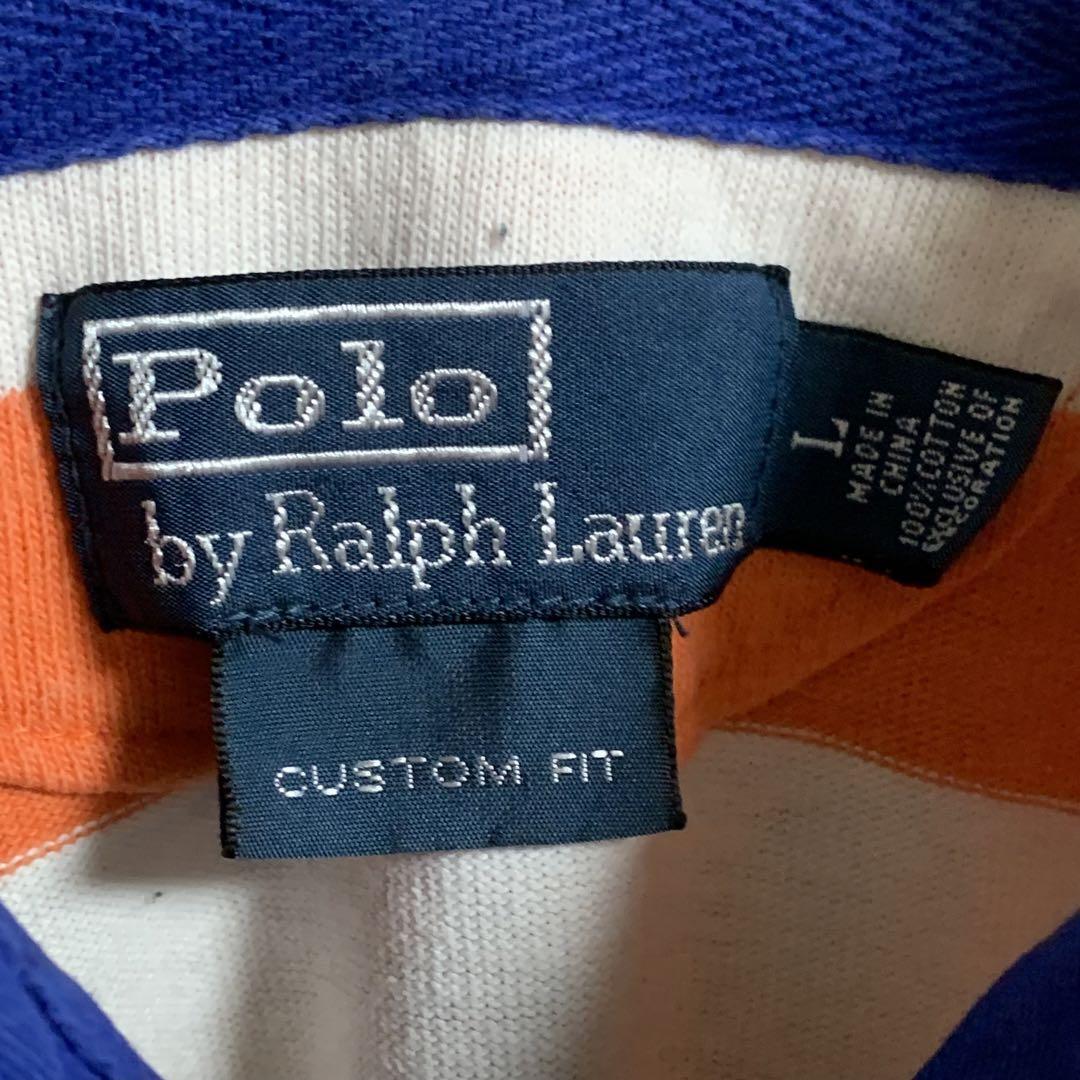 Polo
by Ralph Lauren
CUSTOM FIT
L
MADE IN
CHINA
100%COTTON
EXCLUSIVE OF
DECORATION